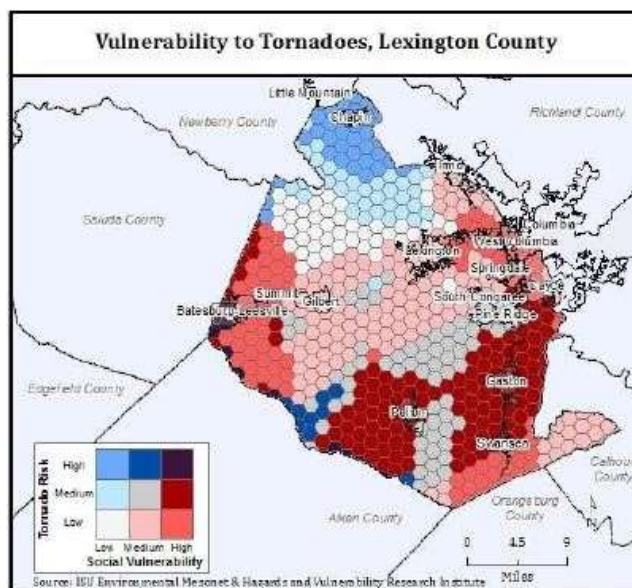 Vulnerability to Tornadoes, Lexington County
Little Mountain
Chapin
Newberry County
Richland County
Irmo
Saluda County
Columbia
West Columbia
Lexington
Springdale
Cayce
Summit
Gilbert
South Congaree
Batesburg-Leesville
Pine Ridge
Edgefield County
Gaston
Pelion
Swansea
Calhoun
County
Orangeburg
County
Aiken County
N
Tornado Risk
High
Medium
Low
Low Medium High
Social Vulnerability
0 4.5 9
Miles
Source: ISU Environmental Mesonet & Hazards and Vulnerability Research Institute